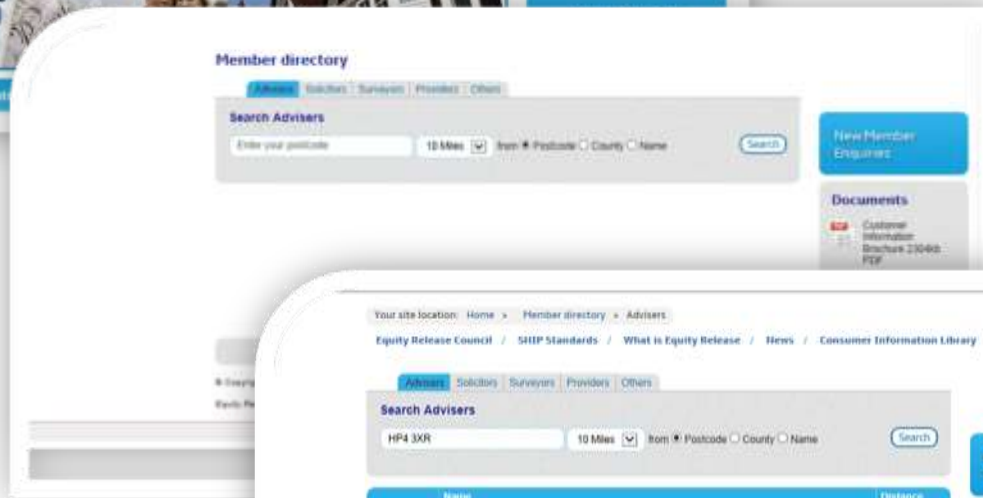 Member directory
Advisers Solicitors Surveyors Providers Others
Search Advisers
Enter your postcode 10 Miles from Postcode County Name Search
New Member
Enquiries
Documents
Customer
Information
Brochure 2304kb
PDF
Your site location: Home » Member directory » Advisers
Equity Release Council / SHIP Standards / What is Equity Release / News / Consumer Information Library
Advisers Solicitors Surveyors Providers Others
Search Advisers
HP4 3XR 10 Miles from Postcode County Name Search
Name Distance